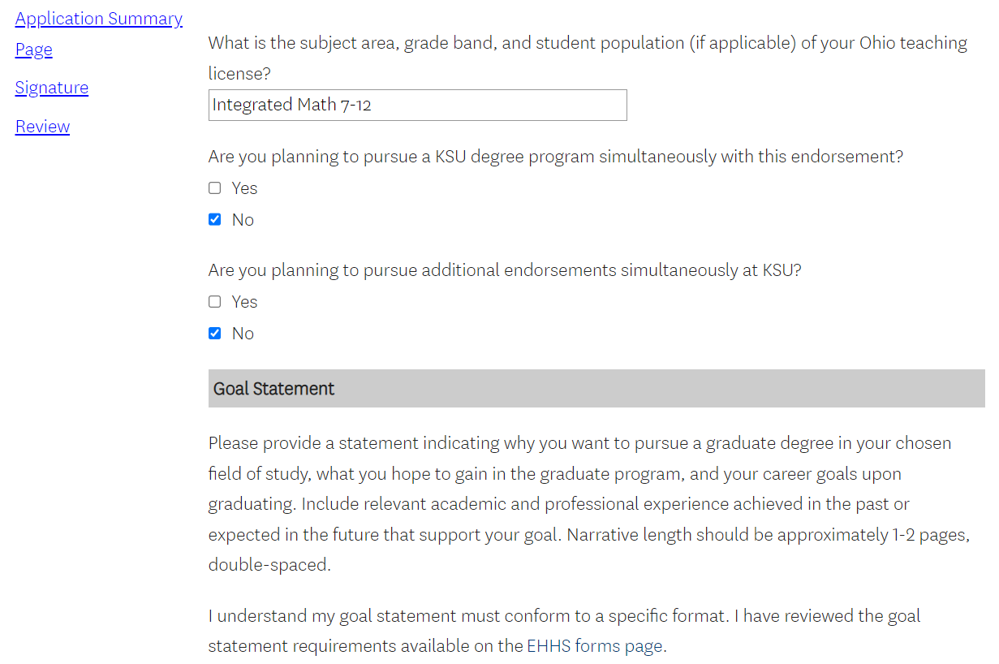 Application Summary
Page
Signature
Review
What is the subject area, grade band, and student population (if applicable) of your Ohio teaching
license?
Integrated Math 7-12
Are you planning to pursue a KSU degree program simultaneously with this endorsement?
Yes
No
Are you planning to pursue additional endorsements simultaneously at KSU?
Yes
No
Goal Statement
Please provide a statement indicating why you want to pursue a graduate degree in your chosen
field of study, what you hope to gain in the graduate program, and your career goals upon
graduating. Include relevant academic and professional experience achieved in the past or
expected in the future that support your goal. Narrative length should be approximately 1-2 pages,
double-spaced.
I understand my goal statement must conform to a specific format. I have reviewed the goal
statement requirements available on the EHHS forms page.